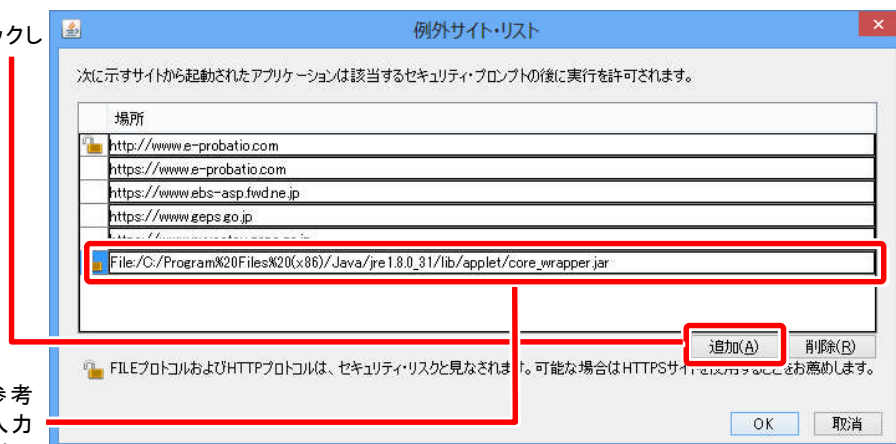 ックし
例外サイト・リスト
次に示すサイトから起動されたアプリケーションは該当するセキュリティ・プロンプトの後に実行を許可されます。
場所
http://www.e-probatio.com
https://www.e-probatio.com
https://www.ebs-asp.fwd.ne.jp
https://www.geps.go.jp
File:/C:/Program%20Files%20(x86)/Java/jre1.8.0_31/lib/applet/core_wrapper.jar
追加(A) 削除(R)
FILEプロトコルおよびHTTPプロトコルは、セキュリティ・リスクと見なされます。可能な場合はHTTPSサイトを使用することをお薦めします。
参考
入力
OK 取消